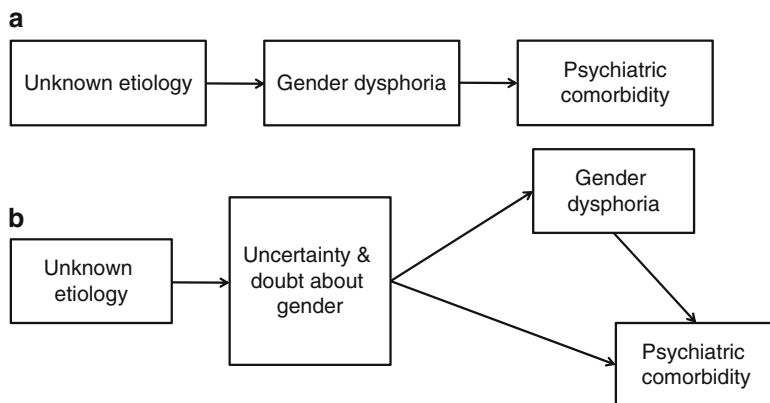 a
Unknown etiology
Gender dysphoria
Psychiatric
comorbidity
b
Unknown
etiology
Uncertainty &
doubt about
gender
Gender
dysphoria
Psychiatric
comorbidity